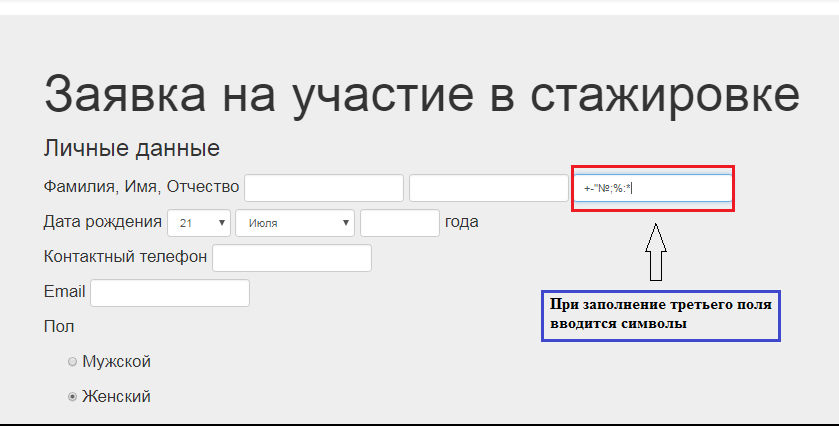 Заявка на участие в стажировке
Личные данные
Фамилия, Имя, Отчество +-"№;%:*
Дата рождения 21 Июля года
Контактный телефон
Email
При заполнение третьего поля
вводится символы
Пол
Мужской
Женский